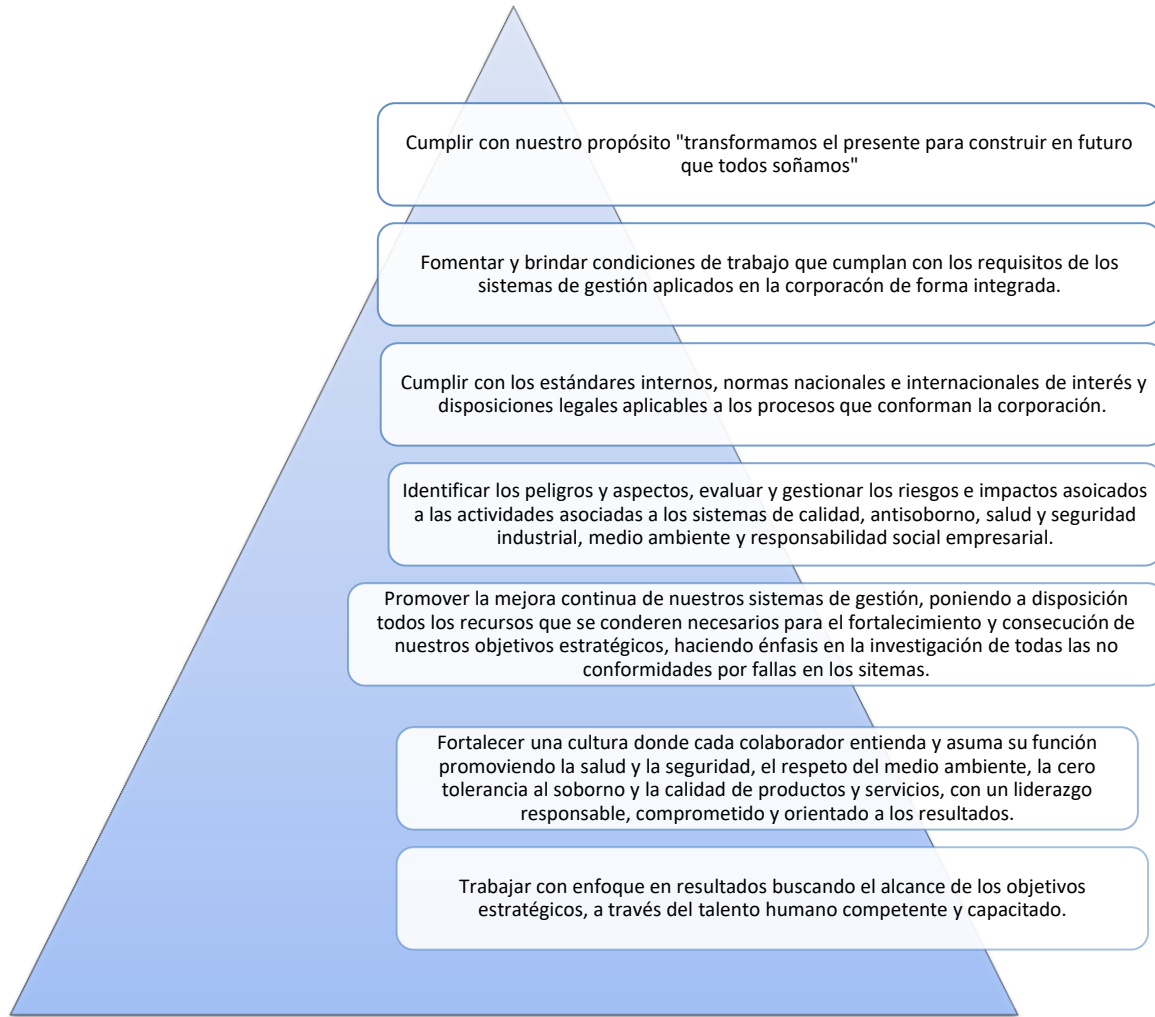 Cumplir con nuestro propósito "transformamos el presente para construir en futuro
que todos soñamos"
Fomentar y brindar condiciones de trabajo que cumplan con los requisitos de los
sistemas de gestión aplicados en la corporacón de forma integrada.
Cumplir con los estándares internos, normas nacionales e internacionales de interés y
disposiciones legales aplicables a los procesos que conforman la corporación.
Identificar los peligros y aspectos, evaluar y gestionar los riesgos e impactos asoicados
a las actividades asociadas a los sistemas de calidad, antisoborno, salud y seguridad
industrial, medio ambiente y responsabilidad social empresarial.
Promover la mejora continua de nuestros sistemas de gestión, poniendo a disposición
todos los recursos que se conderen necesarios para el fortalecimiento y consecución de
nuestros objetivos estratégicos, haciendo énfasis en la investigación de todas las no
conformidades por fallas en los sitemas.
Fortalecer una cultura donde cada colaborador entienda y asuma su función
promoviendo la salud y la seguridad, el respeto del medio ambiente, la cero
tolerancia al soborno y la calidad de productos y servicios, con un liderazgo
responsable, comprometido y orientado a los resultados.
Trabajar con enfoque en resultados buscando el alcance de los objetivos
estratégicos, a través del talento humano competente y capacitado.